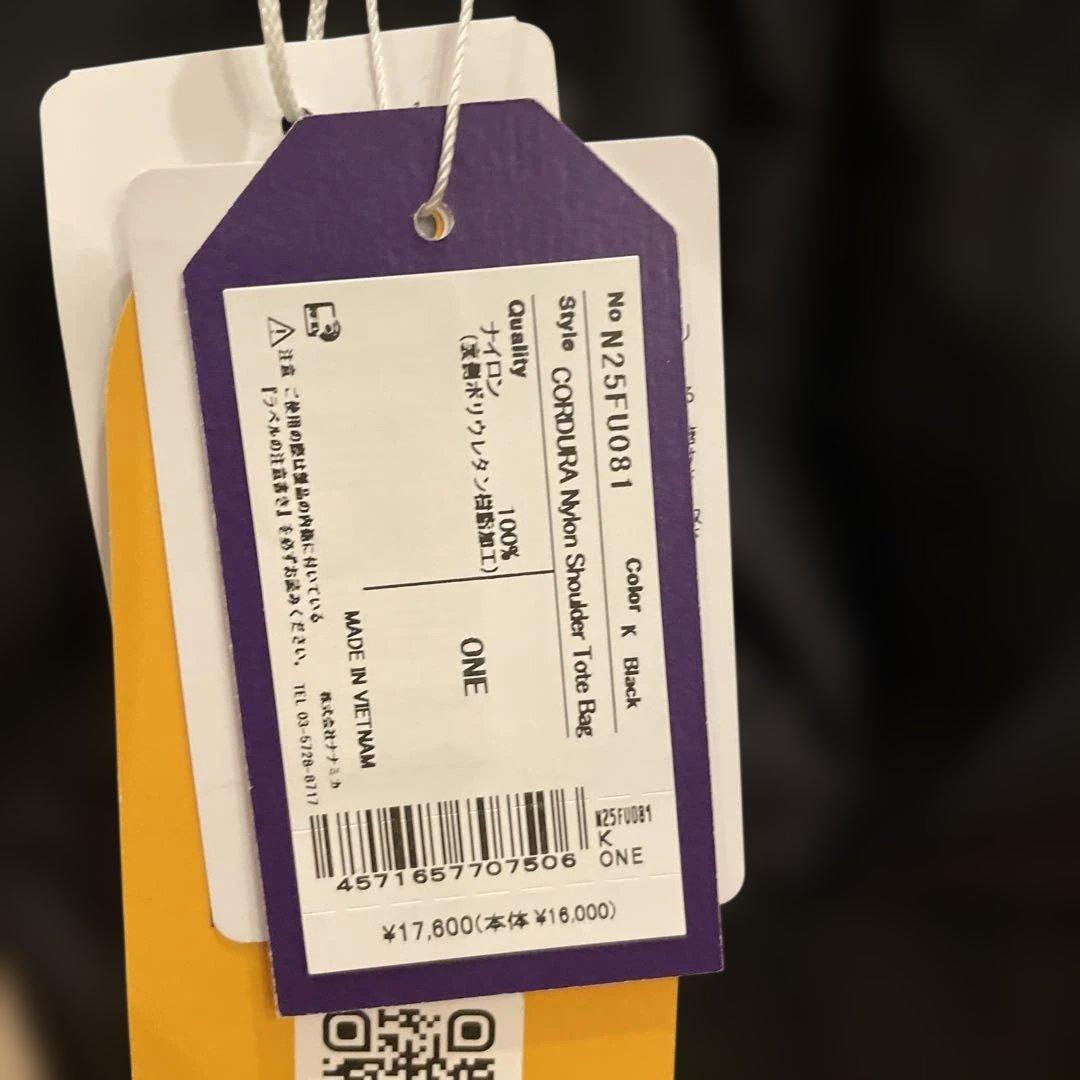 No N25FU081 Color K Black
Style CORDURA Nylon Shoulder Tote Bag
Quality
ナイロン 100%
(裏側ポリウレタン樹脂加工)
ONE
MADE IN VIETNAM
⚠注意 ご使用の際は製品の内側に付いている
『ラベルの注意書き』を必ずお読みください。
株式会社ナナミカ
TEL 03-5728-8717
N25FU081
K
ONE
4571657707506
¥17,600(本体¥16,000)